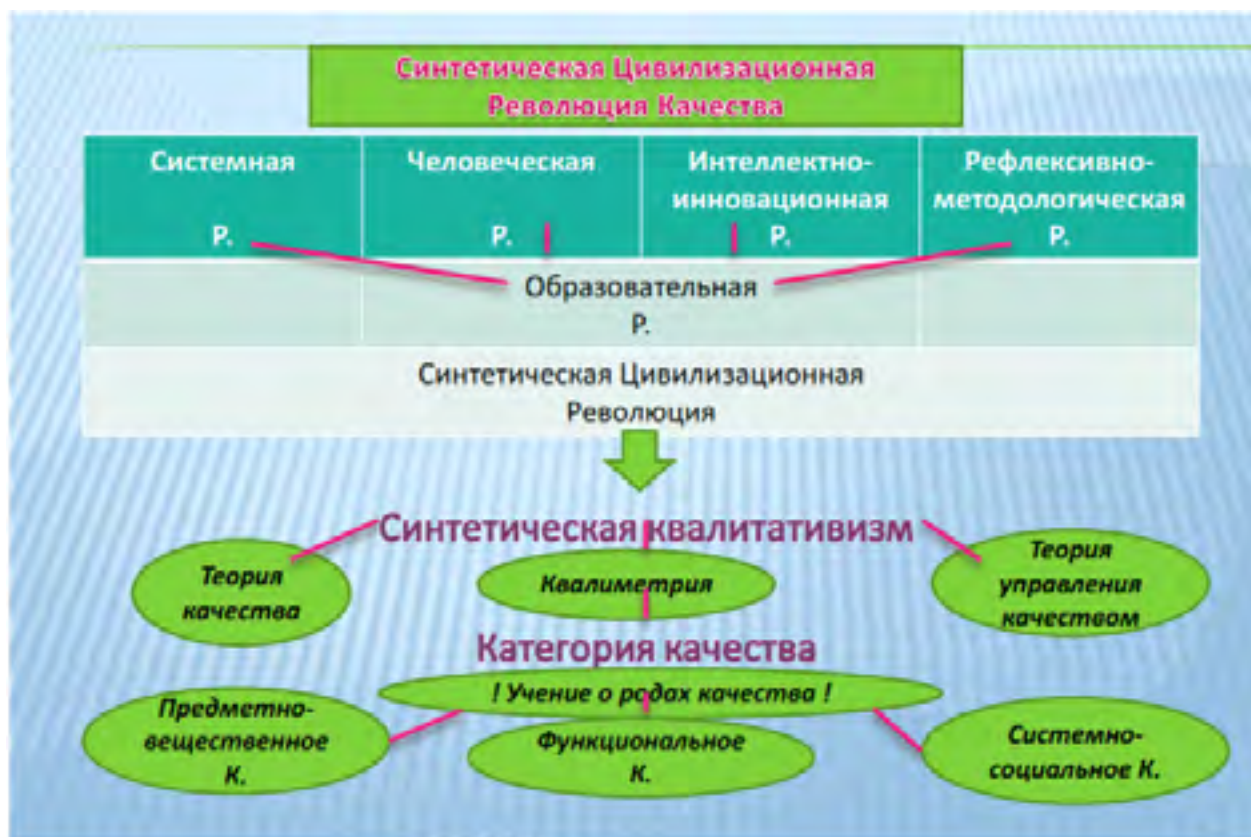 Синтетическая Цивилизационная
Революция Качества
Системная
Р.
Человеческая
Р.
Интеллектно-
инновационная
Р.
Рефлексивно-
методологическая
Р.
Образовательная
Р.
Синтетическая Цивилизационная
Революция
Синтетическая квалитативизм
Теория
качества
Квалиметрия
Теория
управления
качеством
Категория качества
! Учение о родах качества !
Предметно-
вещественное
К.
Функциональное
К.
Системно-
социальное К.